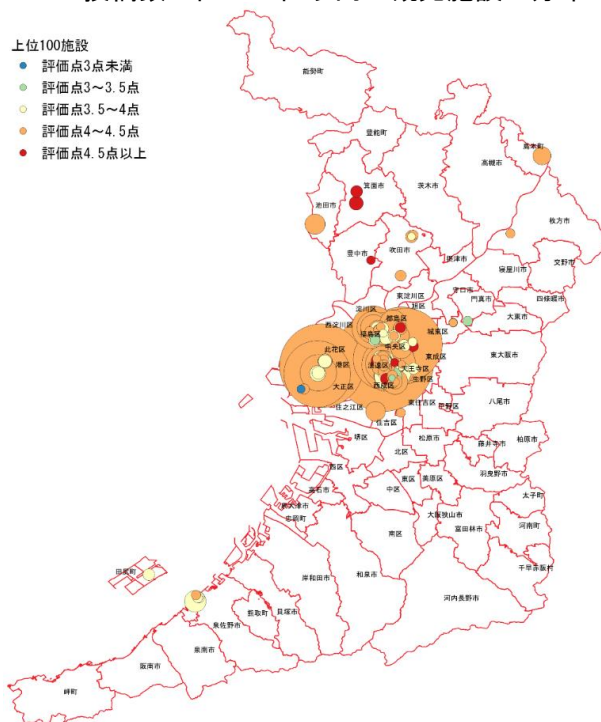 上位100施設
評価点3点未満
評価点3～3.5点
評価点3.5～4点
評価点4～4.5点
評価点4.5点以上
能勢町
豊能町
高槻市
島本町
箕面市
茨木市
池田市
枚方市
豊中市
吹田市
摂津市
寝屋川市
交野市
東淀川区
守口市
門真市
四條畷市
淀川区
旭区
大東市
西淀川区
都島区
福島区
城東区
此花区
中央区
東成区
東大阪市
港区
浪速区
天王寺区
大正区
西成区
生野区
八尾市
住之江区
東住吉区
平野区
住吉区
堺区
松原市
藤井寺市
柏原市
北区
西区
東区
美原区
羽曳野市
高石市
中区
太子町
泉大津市
大阪狭山市
忠岡町
富田林市
河南町
南区
千早赤阪村
田尻町
岸和田市
和泉市
河内長野市
泉佐野市
熊取町
貝塚市
泉南市
阪南市
岬町